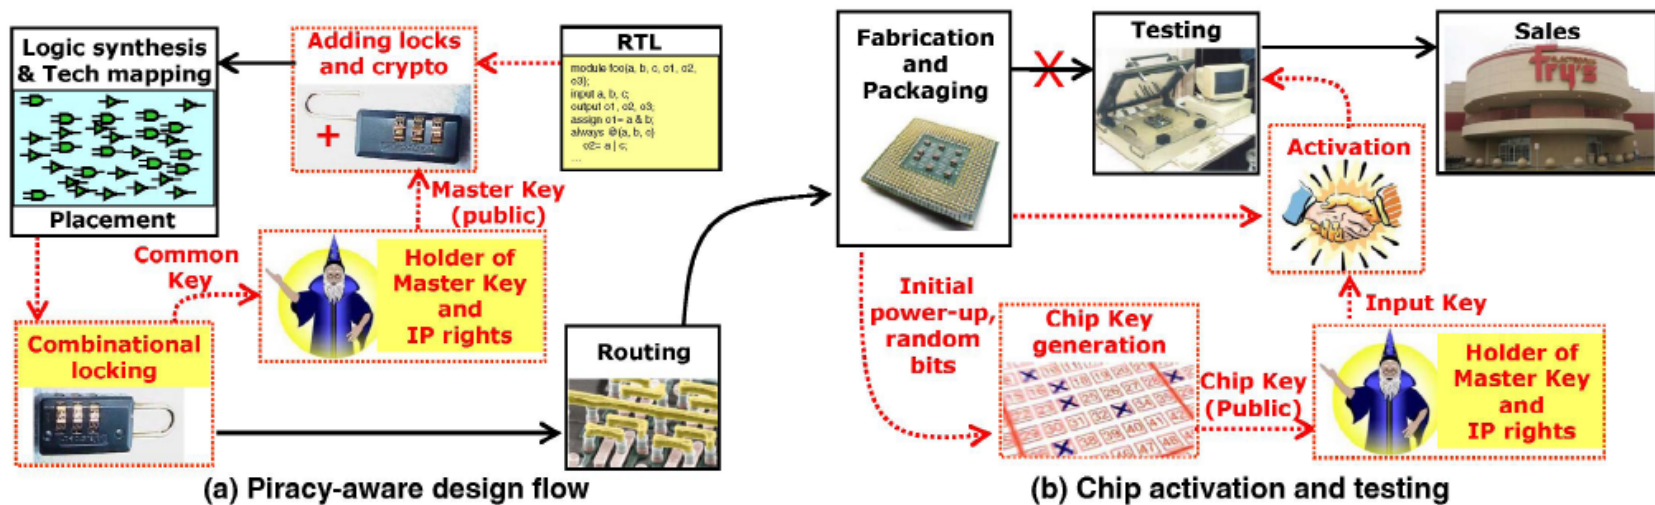 Logic synthesis
& Tech mapping
Placement
Adding locks
and crypto
+
RTL
module foo(a, b, c, o1, o2,
o3);
input a, b, c;
output o1, o2, o3;
assign o1= a & b;
always @(a, b, c)
o2= a | c;
....
Master Key
(public)
Common
Key
Holder of
Master Key
and
IP rights
Combinational
locking
Routing
(a) Piracy-aware design flow
Fabrication
and
Packaging
X
Testing
Sales
fry's
Activation
Initial
power-up,
random
bits
Chip Key
generation
Chip Key
(Public)
Input Key
Holder of
Master Key
and
IP rights
(b) Chip activation and testing